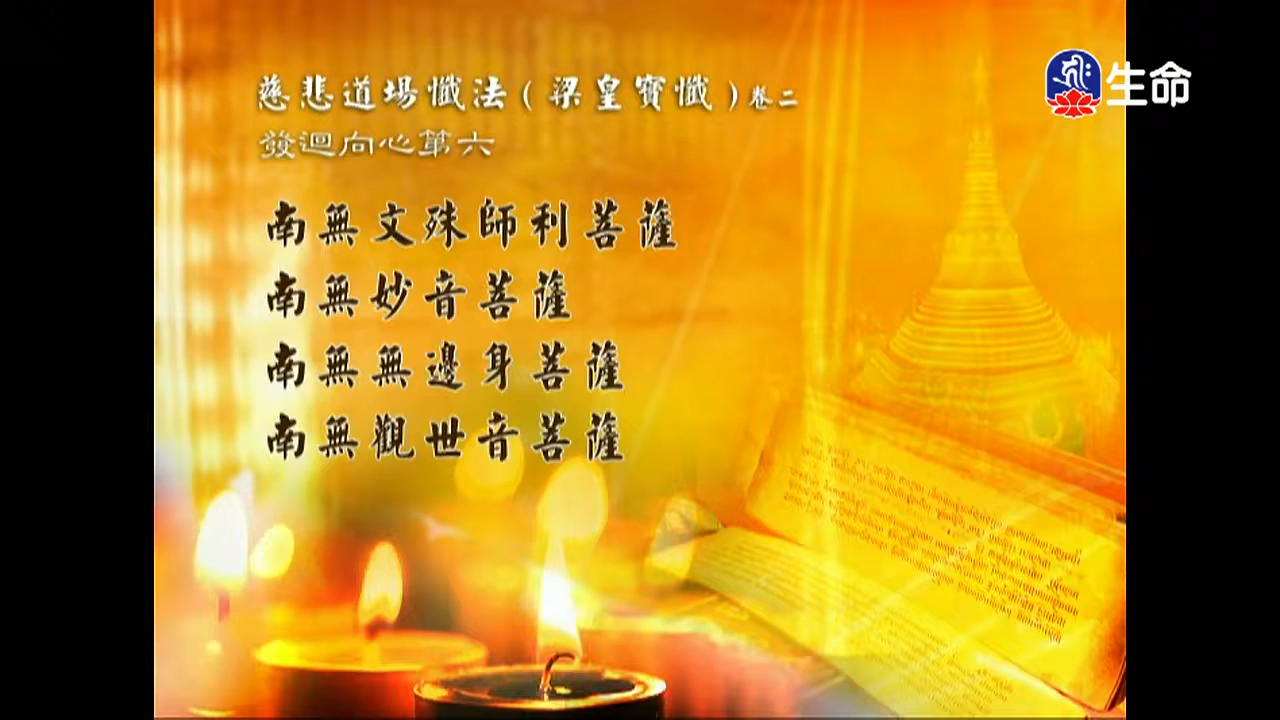 慈悲道場懺法(梁皇寶懺)卷二
發迴向心第六
南無文殊師利菩薩
南無妙音菩薩
南無無邊身菩薩
南無觀世音菩薩
生命